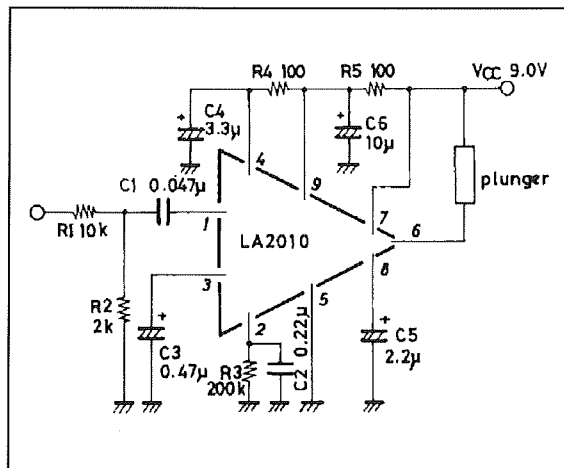 R4 100
R5 100
VCC 9.0V
C4
3.3µ
C6
10µ
C1 0.047µ
4
9
plunger
7
6
R1 10k
1
LA2010
3
8
5
2
R2
2k
C3
0.47µ
R3
200k
C2 0.22µ
C5
2.2µ
+
+
+
+